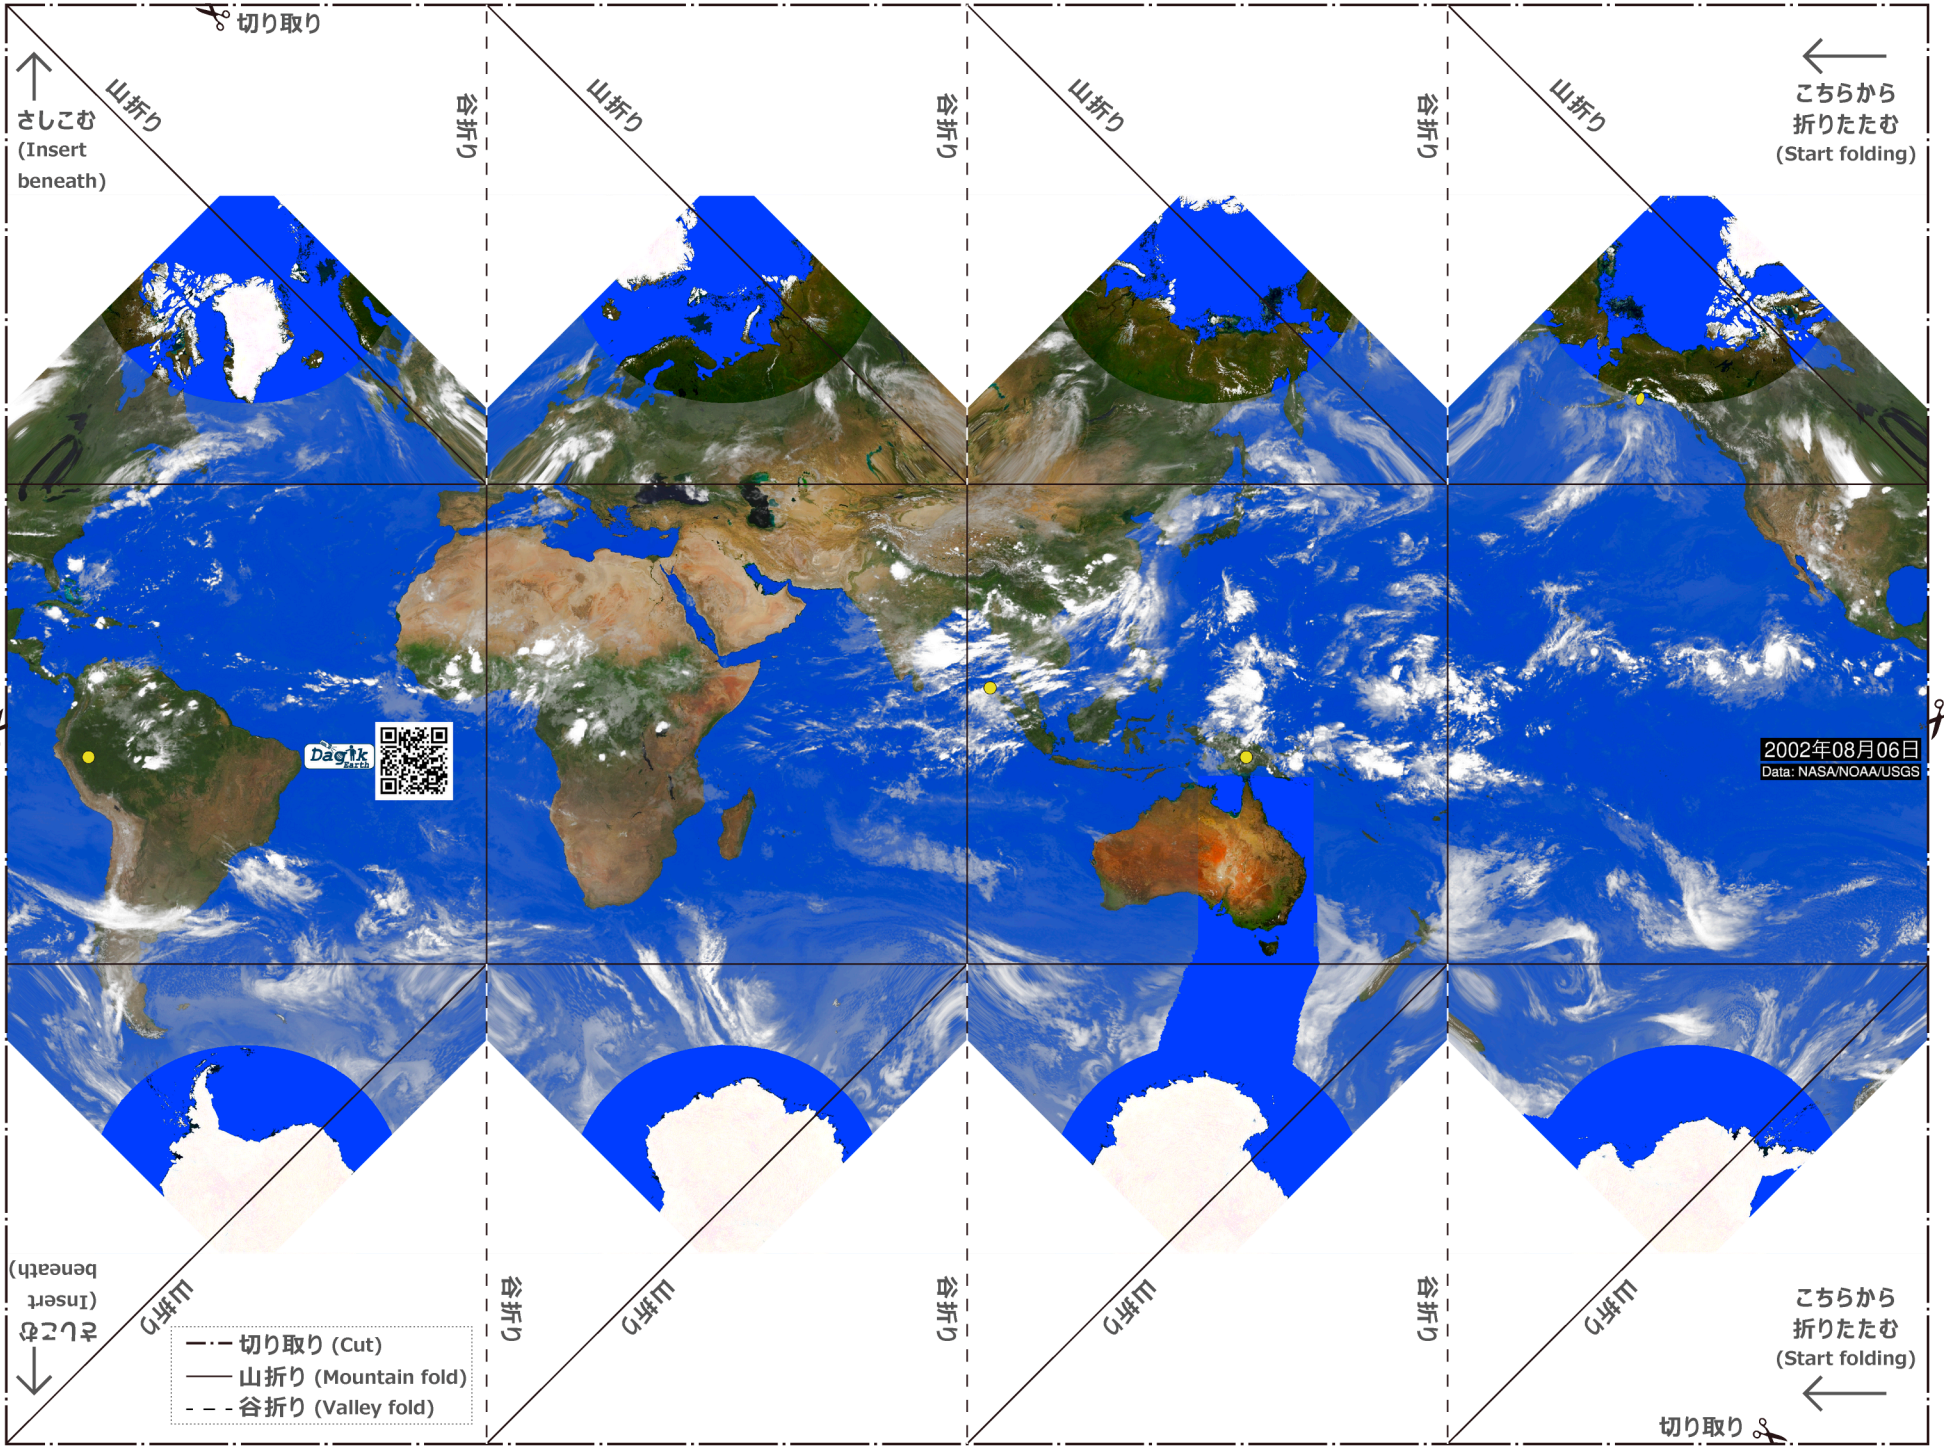 切り取り
山折り
谷折り
山折り
谷折り
山折り
谷折り
山折り
さしこむ
(Insert
beneath)
こちらから
折りたたむ
(Start folding)
Dagik
Earth
2002年08月06日
Data: NASA/NOAA/USGS
さしこむ
(Insert
beneath)
山折り
谷折り
山折り
谷折り
山折り
谷折り
山折り
こちらから
折りたたむ
(Start folding)
切り取り (Cut)
山折り (Mountain fold)
谷折り (Valley fold)
切り取り